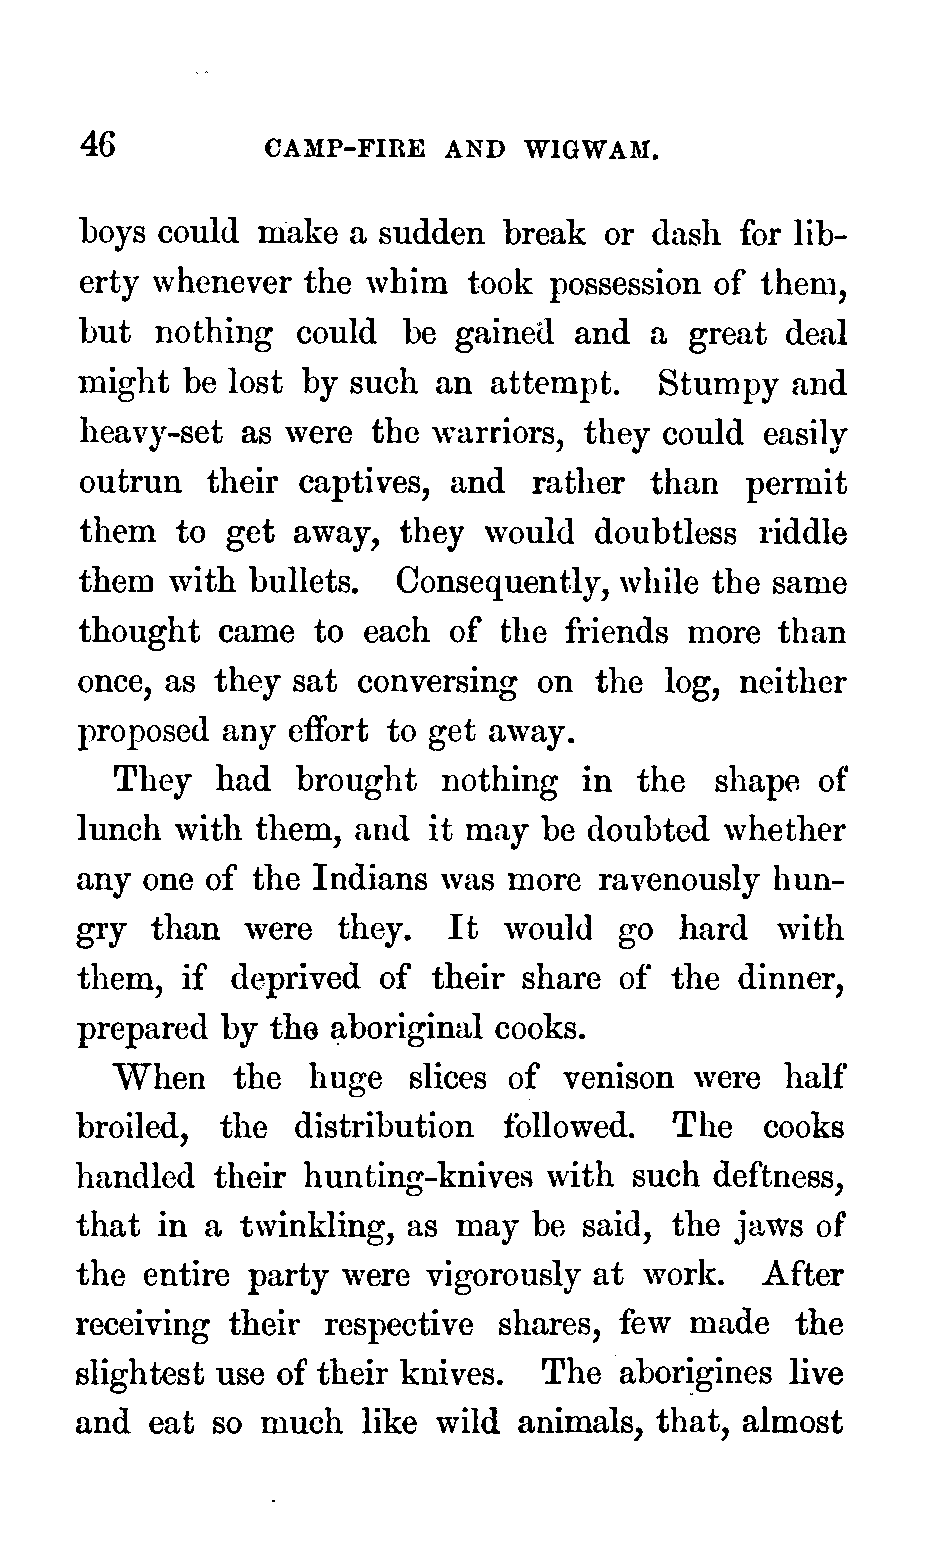 46 CAMP-FIRE AND WIGWAM.
boys could make a sudden break or dash for lib-
erty whenever the whim took possession of them,
but nothing could be gained and a great deal
might be lost by such an attempt. Stumpy and
heavy-set as were the warriors, they could easily
outrun their captives, and rather than permit
them to get away, they would doubtless riddle
them with bullets. Consequently, while the same
thought came to each of the friends more than
once, as they sat conversing on the log, neither
proposed any effort to get away.
They had brought nothing in the shape of
lunch with them, and it may be doubted whether
any one of the Indians was more ravenously hun-
gry than were they. It would go hard with
them, if deprived of their share of the dinner,
prepared by the aboriginal cooks.
When the huge slices of venison were half
broiled, the distribution followed. The cooks
handled their hunting-knives with such deftness,
that in a twinkling, as may be said, the jaws of
the entire party were vigorously at work. After
receiving their respective shares, few made the
slightest use of their knives. The aborigines live
and eat so much like wild animals, that, almost